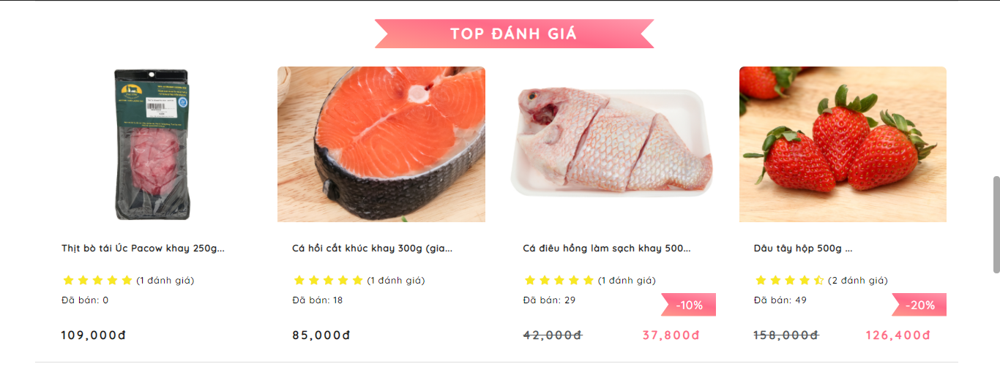 TOP ĐÁNH GIÁ
Thịt bò tái Úc Pacow khay 250g...
(1 đánh giá)
Đã bán: 0
109,000đ
Cá hồi cắt khúc khay 300g (gia...
(1 đánh giá)
Đã bán: 18
85,000đ
Cá diêu hồng làm sạch khay 500...
(1 đánh giá)
Đã bán: 29
-10%
42,000đ 37,800đ
Dâu tây hộp 500g ...
(2 đánh giá)
Đã bán: 49
-20%
158,000đ 126,400đ